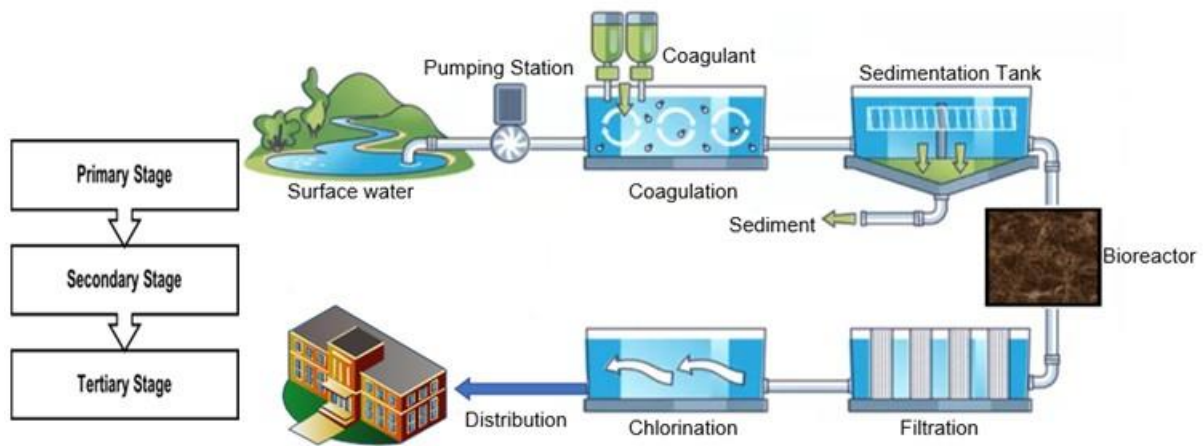 Primary Stage
Secondary Stage
Tertiary Stage
Surface water
Pumping Station
Coagulant
Coagulation
Sedimentation Tank
Sediment
Bioreactor
Filtration
Chlorination
Distribution